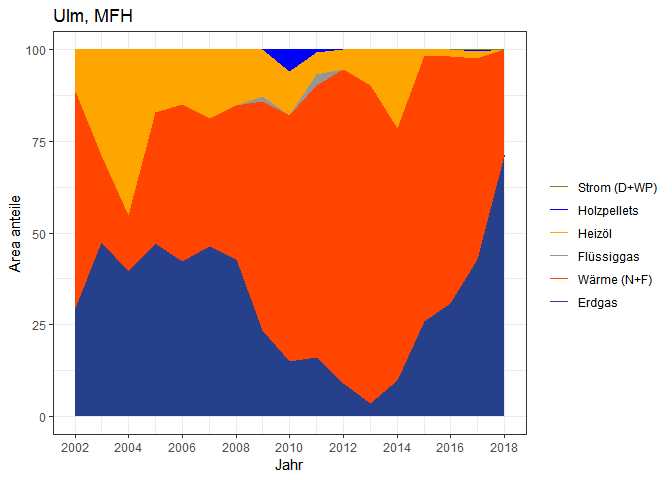 Ulm, MFH
100
75
50
25
0
Area anteile
2002 2004 2006 2008 2010 2012 2014 2016 2018
Jahr
Strom (D+WP)
Holzpellets
Heizöl
Flüssiggas
Wärme (N+F)
Erdgas